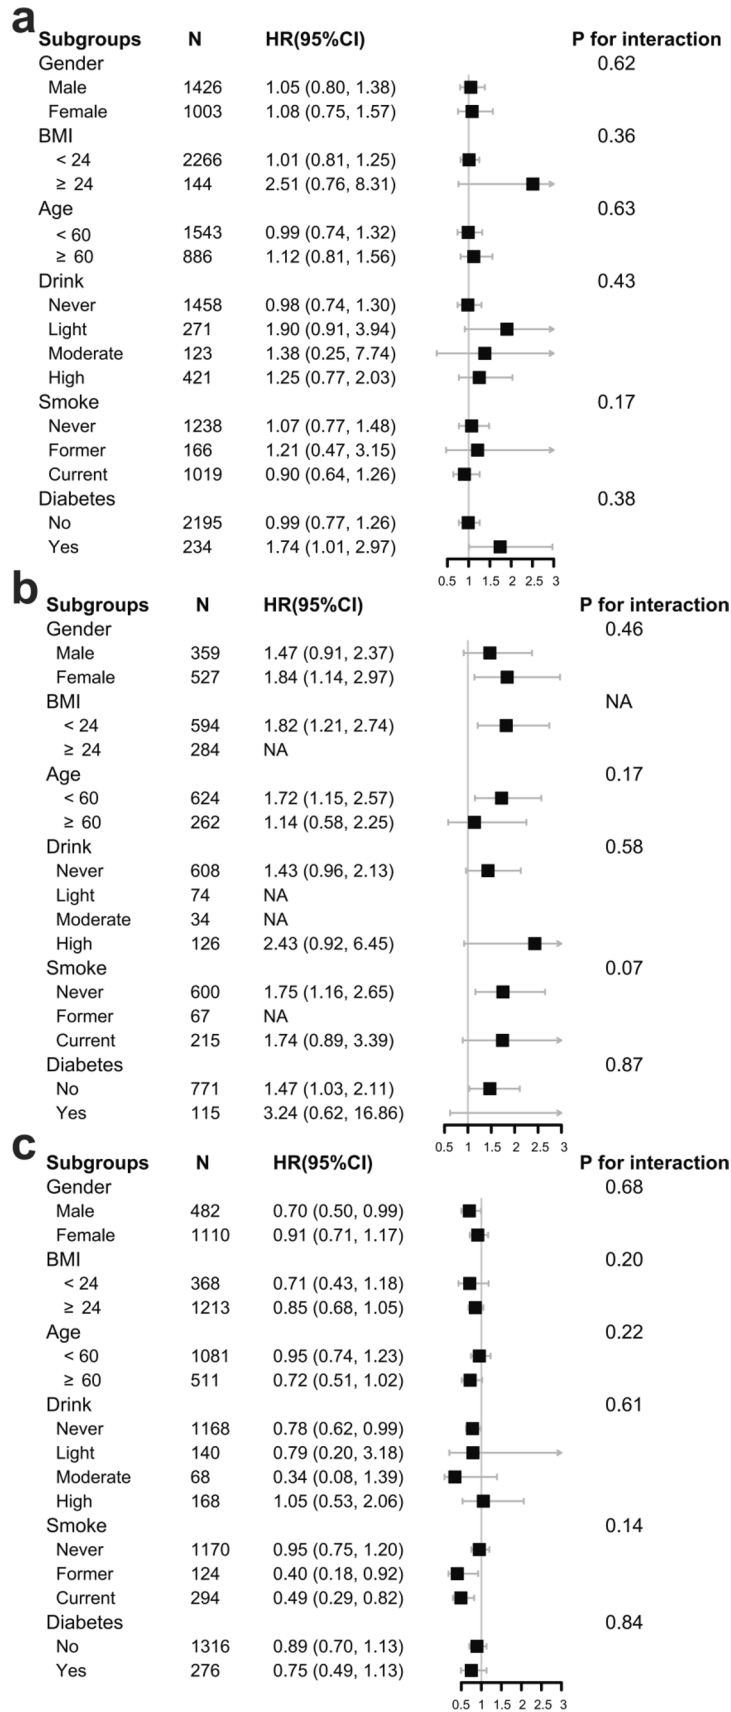 a
Subgroups N HR(95%CI) P for interaction
Gender 0.62
Male 1426 1.05 (0.80, 1.38)
Female 1003 1.08 (0.75, 1.57)
BMI 0.36
< 24 2266 1.01 (0.81, 1.25)
≥ 24 144 2.51 (0.76, 8.31)
Age 0.63
< 60 1543 0.99 (0.74, 1.32)
≥ 60 886 1.12 (0.81, 1.56)
Drink 0.43
Never 1458 0.98 (0.74, 1.30)
Light 271 1.90 (0.91, 3.94)
Moderate 123 1.38 (0.25, 7.74)
High 421 1.25 (0.77, 2.03)
Smoke 0.17
Never 1238 1.07 (0.77, 1.48)
Former 166 1.21 (0.47, 3.15)
Current 1019 0.90 (0.64, 1.26)
Diabetes 0.38
No 2195 0.99 (0.77, 1.26)
Yes 234 1.74 (1.01, 2.97)
0.5 1 1.5 2 2.5 3
b
Subgroups N HR(95%CI) P for interaction
Gender 0.46
Male 359 1.47 (0.91, 2.37)
Female 527 1.84 (1.14, 2.97)
BMI NA
< 24 594 1.82 (1.21, 2.74)
≥ 24 284 NA
Age 0.17
< 60 624 1.72 (1.15, 2.57)
≥ 60 262 1.14 (0.58, 2.25)
Drink 0.58
Never 608 1.43 (0.96, 2.13)
Light 74 NA
Moderate 34 NA
High 126 2.43 (0.92, 6.45)
Smoke 0.07
Never 600 1.75 (1.16, 2.65)
Former 67 NA
Current 215 1.74 (0.89, 3.39)
Diabetes 0.87
No 771 1.47 (1.03, 2.11)
Yes 115 3.24 (0.62, 16.86)
0.5 1 1.5 2 2.5 3
c
Subgroups N HR(95%CI) P for interaction
Gender 0.68
Male 482 0.70 (0.50, 0.99)
Female 1110 0.91 (0.71, 1.17)
BMI 0.20
< 24 368 0.71 (0.43, 1.18)
≥ 24 1213 0.85 (0.68, 1.05)
Age 0.22
< 60 1081 0.95 (0.74, 1.23)
≥ 60 511 0.72 (0.51, 1.02)
Drink 0.61
Never 1168 0.78 (0.62, 0.99)
Light 140 0.79 (0.20, 3.18)
Moderate 68 0.34 (0.08, 1.39)
High 168 1.05 (0.53, 2.06)
Smoke 0.14
Never 1170 0.95 (0.75, 1.20)
Former 124 0.40 (0.18, 0.92)
Current 294 0.49 (0.29, 0.82)
Diabetes 0.84
No 1316 0.89 (0.70, 1.13)
Yes 276 0.75 (0.49, 1.13)
0.5 1 1.5 2 2.5 3